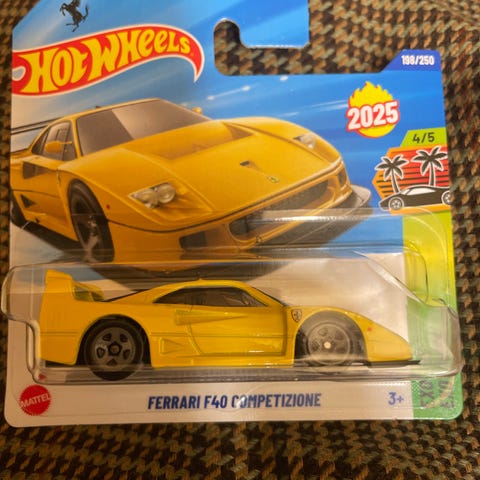 Hot Wheels
198/250
2025
4/5
MATTEL
FERRARI F40 COMPETIZIONE
3+